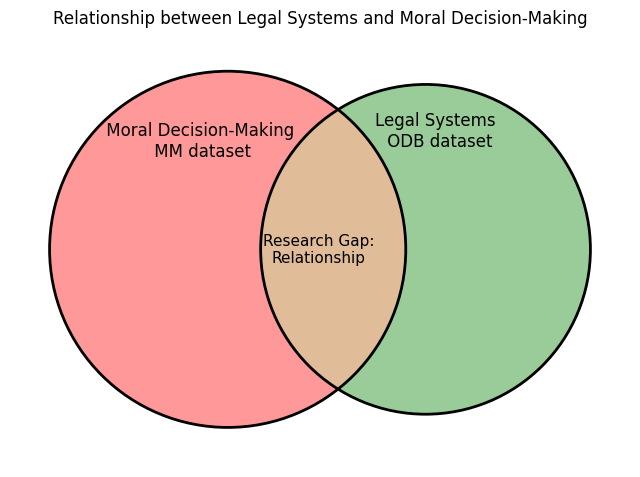 Relationship between Legal Systems and Moral Decision-Making
Moral Decision-Making
MM dataset
Legal Systems
ODB dataset
Research Gap:
Relationship